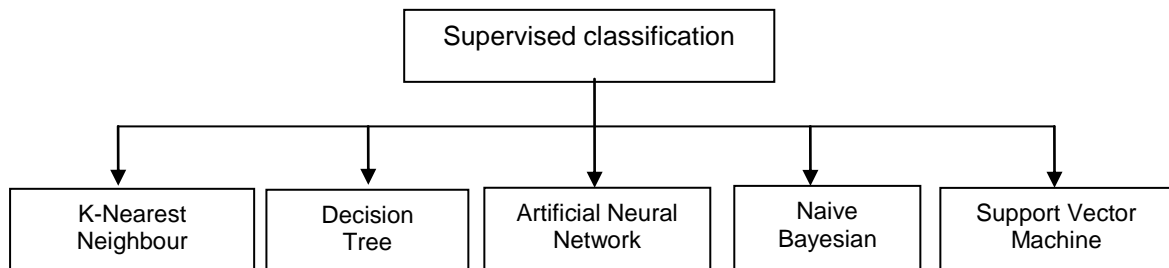 Supervised classification
K-Nearest
Neighbour
Decision
Tree
Artificial Neural
Network
Naive
Bayesian
Support Vector
Machine